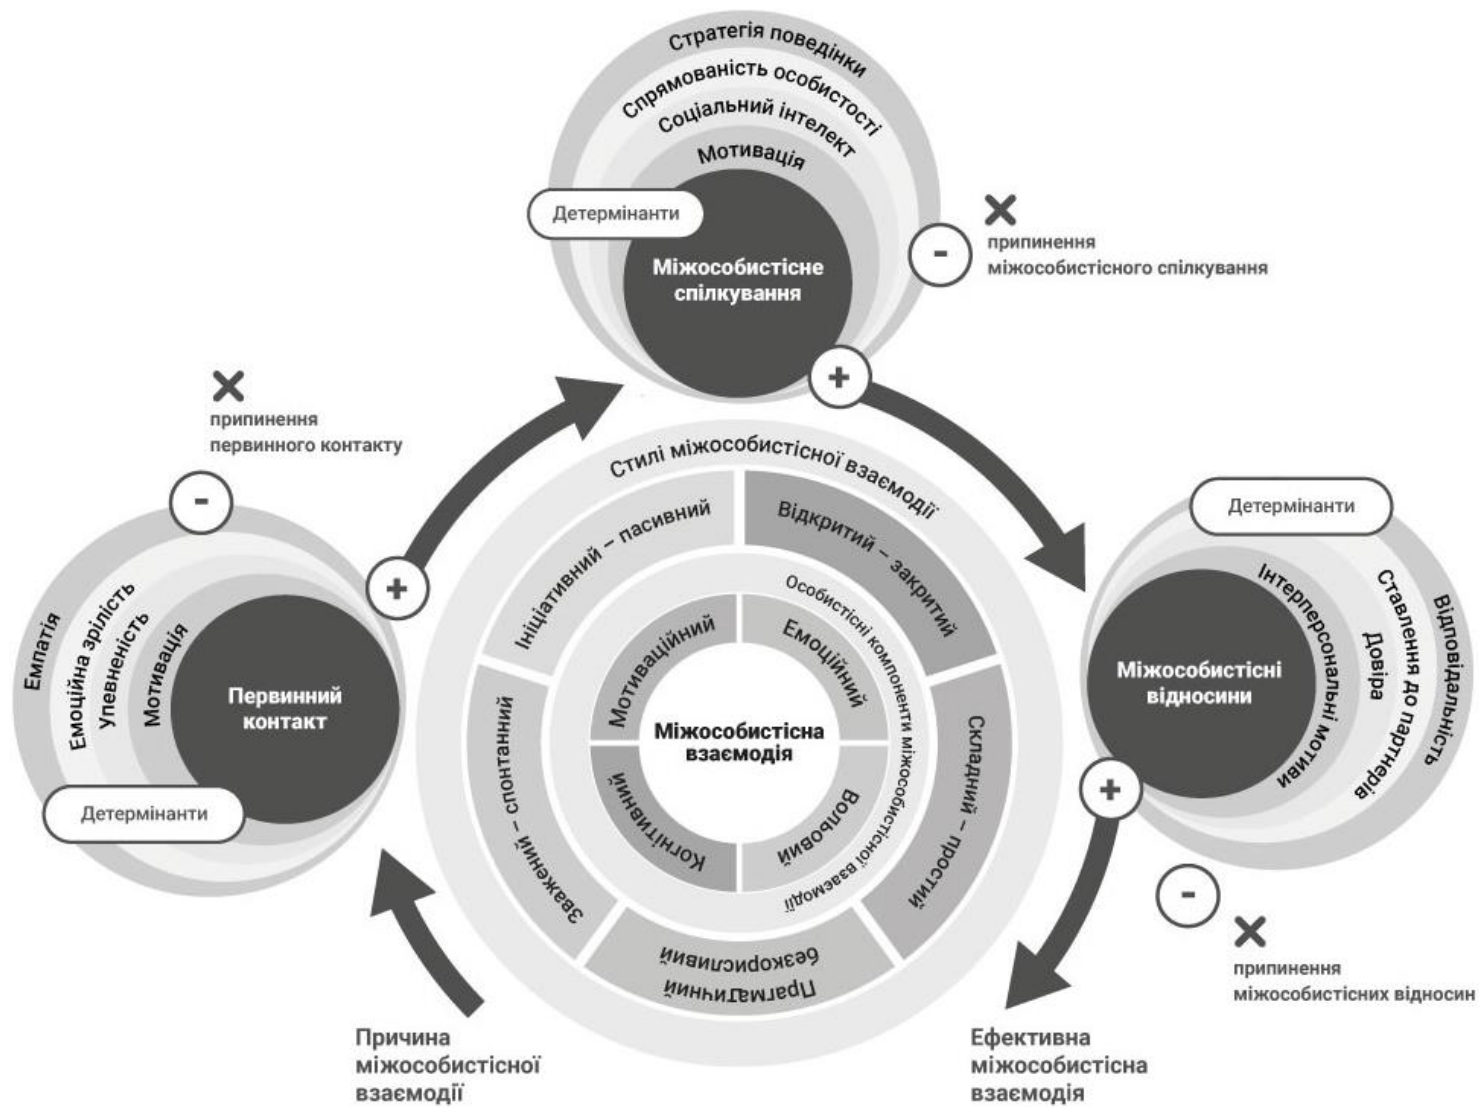 Стратегія поведінки
Спрямованість особистості
Соціальний інтелект
Мотивація
Детермінанти
Міжособистісне
спілкування
-
припинення
міжособистісного спілкування
+
припинення
первинного контакту
-
+
Емпатія
Емоційна зрілість
Упевненість
Мотивація
Первинний
контакт
Детермінанти
Стилі міжособистісної взаємодії
Ініціативний – пасивний
Відкритий – закритий
Складний – простий
Прагматичний
безкорисливий
Зважений – спонтанний
Особистісні компоненти міжособистісної взаємодії
Мотиваційний
Емоційний
Вольовий
Когнітивний
Міжособистісна
взаємодія
Детермінанти
Міжособистісні
відносини
Інтерперсональні мотиви
Довіра
Ставлення до партнерів
Відповідальність
+
-
припинення
міжособистісних відносин
Причина
міжособистісної
взаємодії
Ефективна
міжособистісна
взаємодія